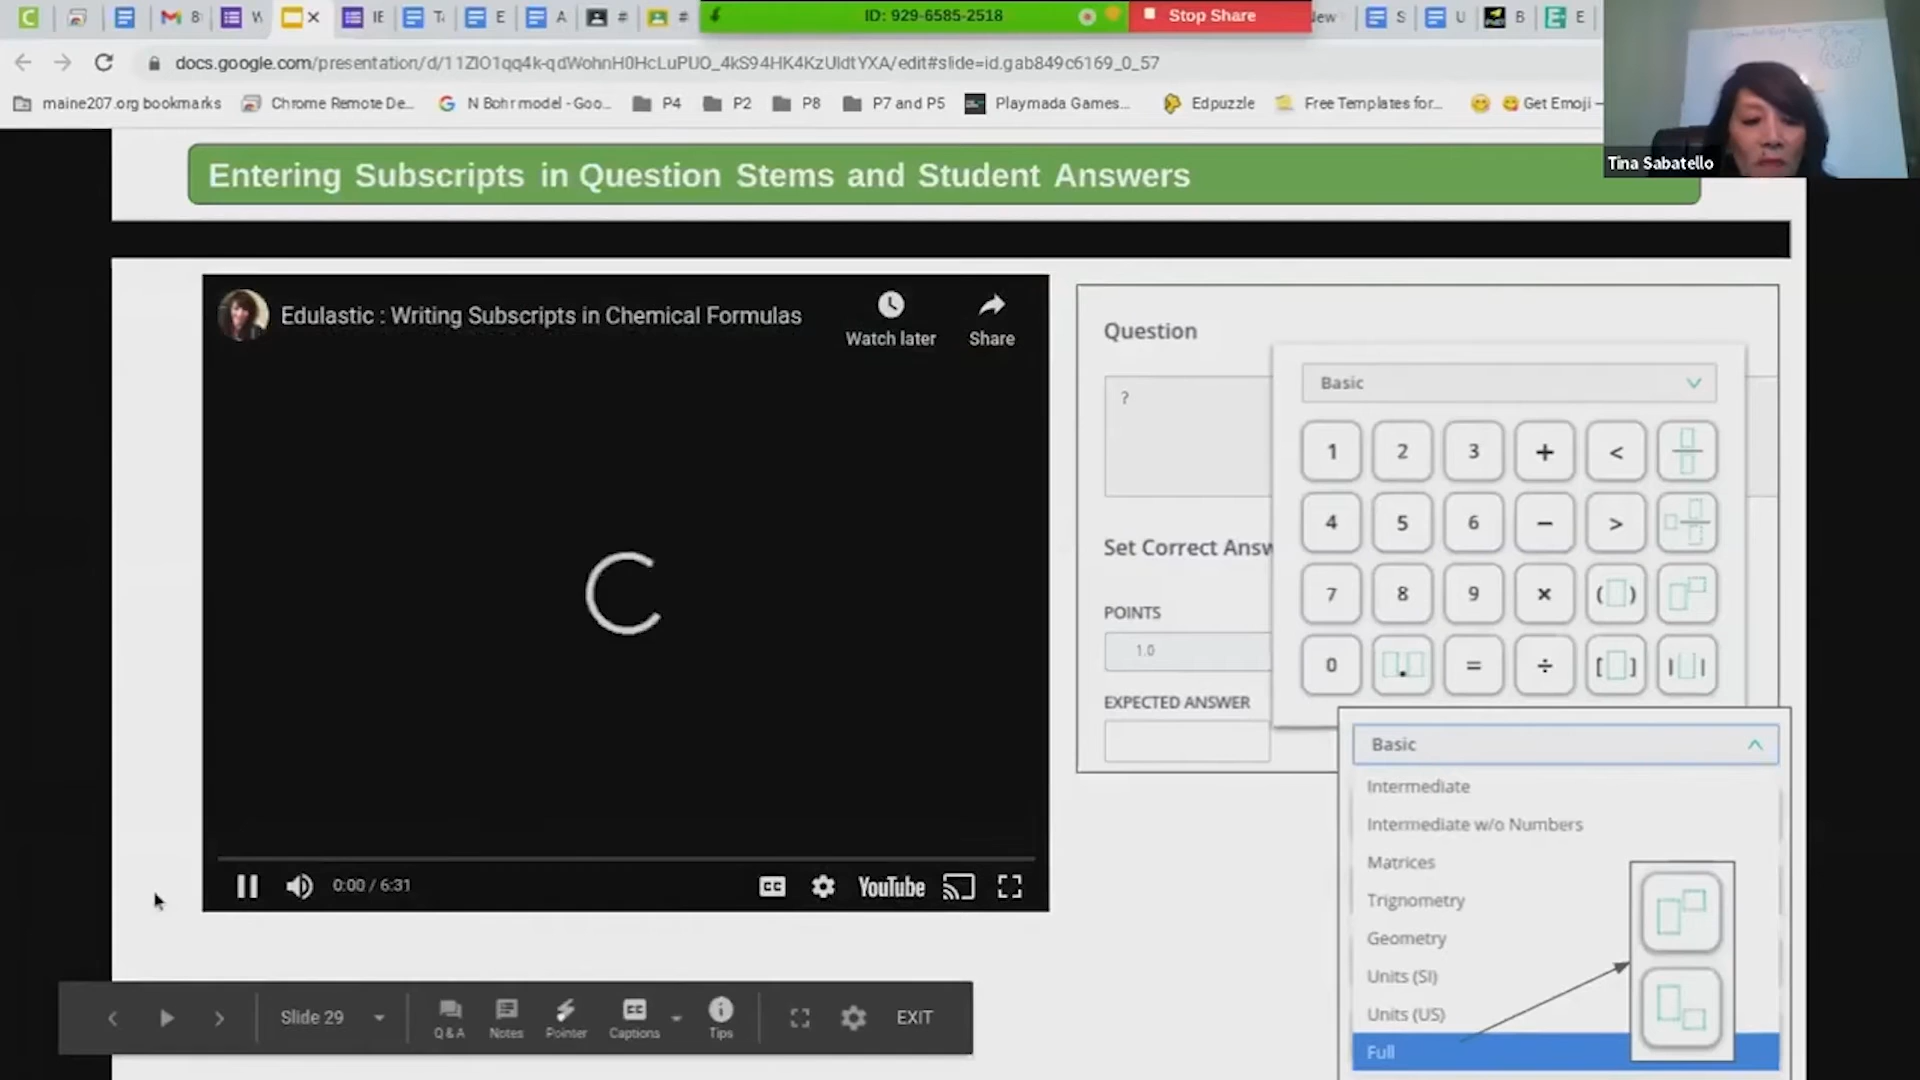 ID: 929-6585-2518
Stop Share
docs.google.com/presentation/d/11ZIO1qq4k-qdWohnH0HcLuPUO_4kS94HK4KzUldtYXA/edit#slide=id.gab849c6169_0_57
maine207.org bookmarks
Chrome Remote De...
N Bohr model - Goo...
P4
P2
P8
P7 and P5
Playmada Games...
Edpuzzle
Free Templates for...
Get Emoji –
Tina Sabatello
Entering Subscripts in Question Stems and Student Answers
Edulastic : Writing Subscripts in Chemical Formulas
Watch later
Share
0:00 / 6:31
CC
YouTube
Question
?
Set Correct Answ
POINTS
1.0
EXPECTED ANSWER
Basic
1 2 3 + <
4 5 6 − >
7 8 9 × ( )
0 . = ÷ [ ] | |
Basic
Intermediate
Intermediate w/o Numbers
Matrices
Trignometry
Geometry
Units (SI)
Units (US)
Full
Slide 29
Q & A
Notes
Pointer
CC
Captions
Tips
EXIT